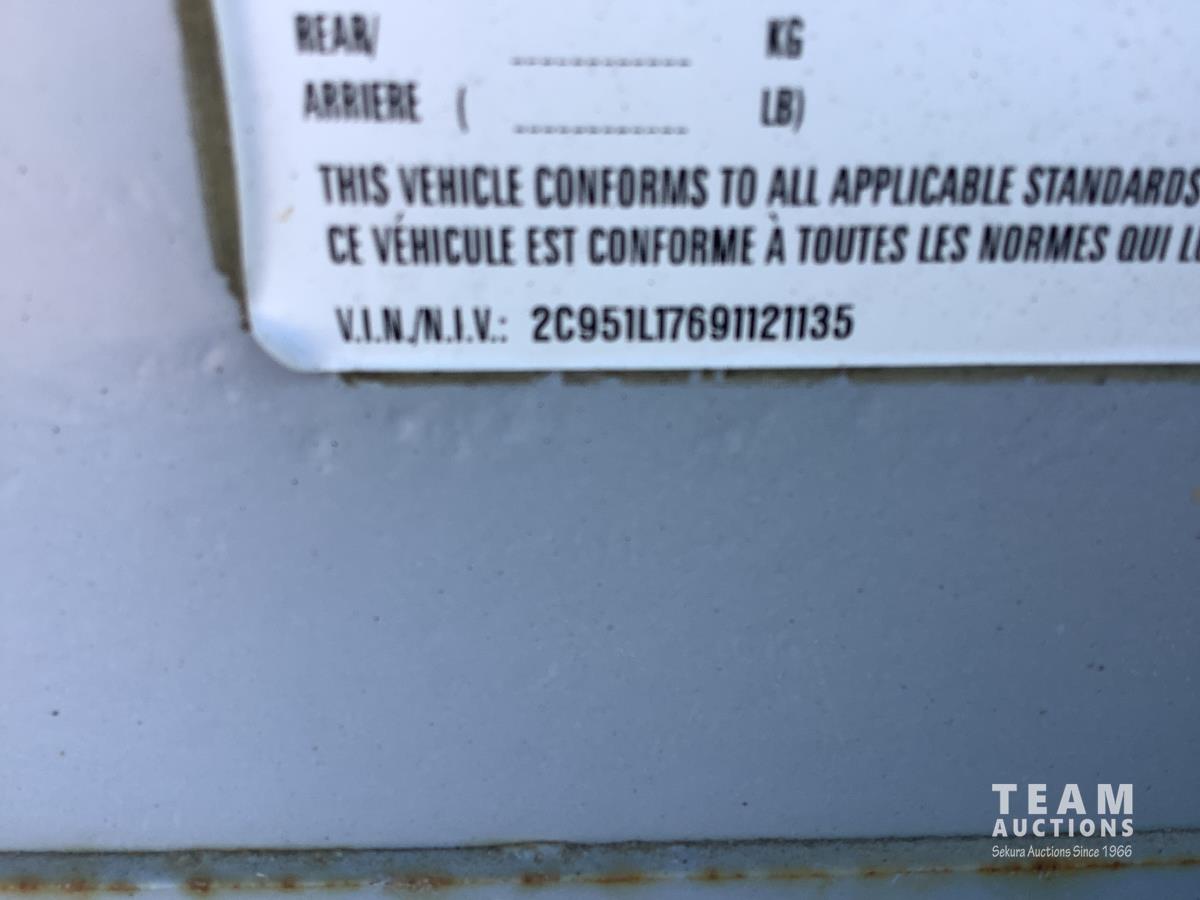 REAR/ ............ KG
ARRIERE ( ............ LB)
THIS VEHICLE CONFORMS TO ALL APPLICABLE STANDARDS
CE VÉHICULE EST CONFORME À TOUTES LES NORMES QUI
V.I.N./N.I.V.: 2C951LT7691121135
TEAM
AUCTIONS
Sekura Auctions Since 1966